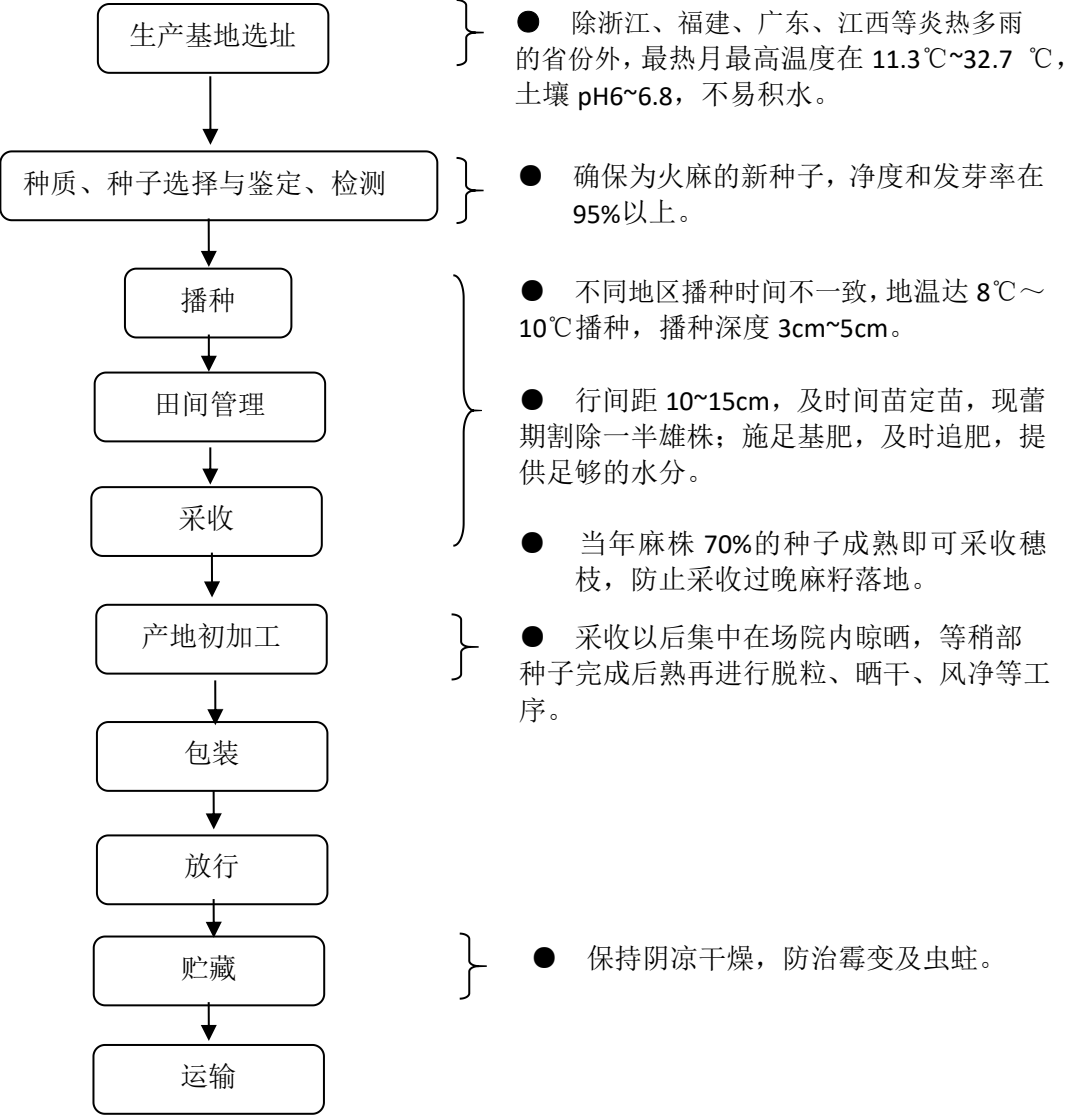 生产基地选址
● 除浙江、福建、广东、江西等炎热多雨
的省份外，最热月最高温度在 11.3℃~32.7 ℃，
土壤 pH6~6.8，不易积水。
种质、种子选择与鉴定、检测
● 确保为火麻的新种子，净度和发芽率在
95%以上。
播种
● 不同地区播种时间不一致，地温达 8℃～
10℃播种，播种深度 3cm~5cm。
田间管理
● 行间距 10~15cm，及时间苗定苗，现蕾
期割除一半雄株；施足基肥，及时追肥，提
供足够的水分。
采收
● 当年麻株 70%的种子成熟即可采收穗
枝，防止采收过晚麻籽落地。
产地初加工
● 采收以后集中在场院内晾晒，等稍部
种子完成后熟再进行脱粒、晒干、风净等工
序。
包装
放行
贮藏
● 保持阴凉干燥，防治霉变及虫蛀。
运输